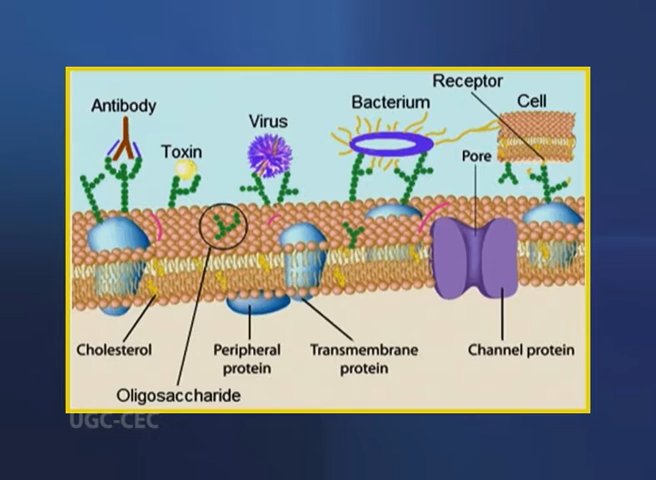 Receptor
Antibody
Bacterium
Cell
Virus
Toxin
Pore
Cholesterol
Peripheral
protein
Transmembrane
protein
Channel protein
Oligosaccharide
UGC-CEC